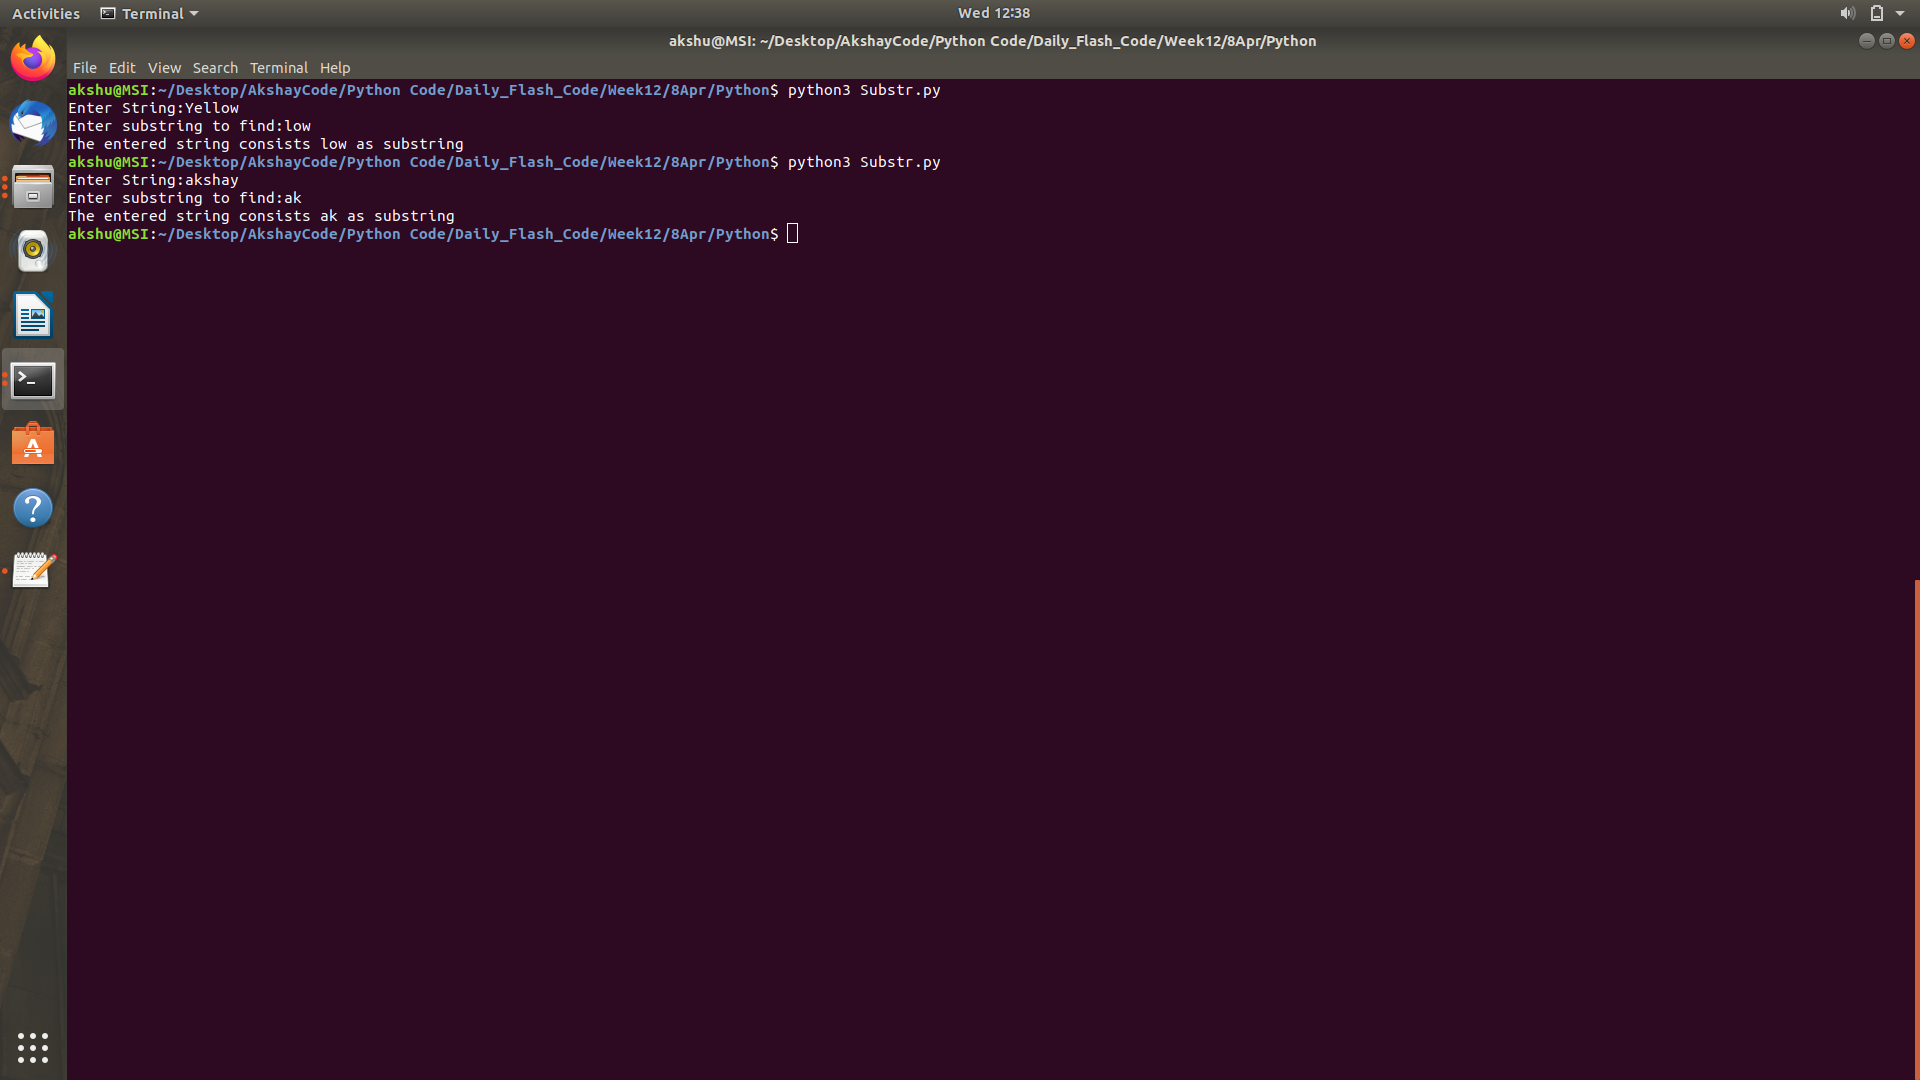 Activities Terminal Wed 12:38
akshu@MSI: ~/Desktop/AkshayCode/Python Code/Daily_Flash_Code/Week12/8Apr/Python
File Edit View Search Terminal Help
akshu@MSI:~/Desktop/AkshayCode/Python Code/Daily_Flash_Code/Week12/8Apr/Python$ python3 Substr.py
Enter String:Yellow
Enter substring to find:low
The entered string consists low as substring
akshu@MSI:~/Desktop/AkshayCode/Python Code/Daily_Flash_Code/Week12/8Apr/Python$ python3 Substr.py
Enter String:akshay
Enter substring to find:ak
The entered string consists ak as substring
akshu@MSI:~/Desktop/AkshayCode/Python Code/Daily_Flash_Code/Week12/8Apr/Python$